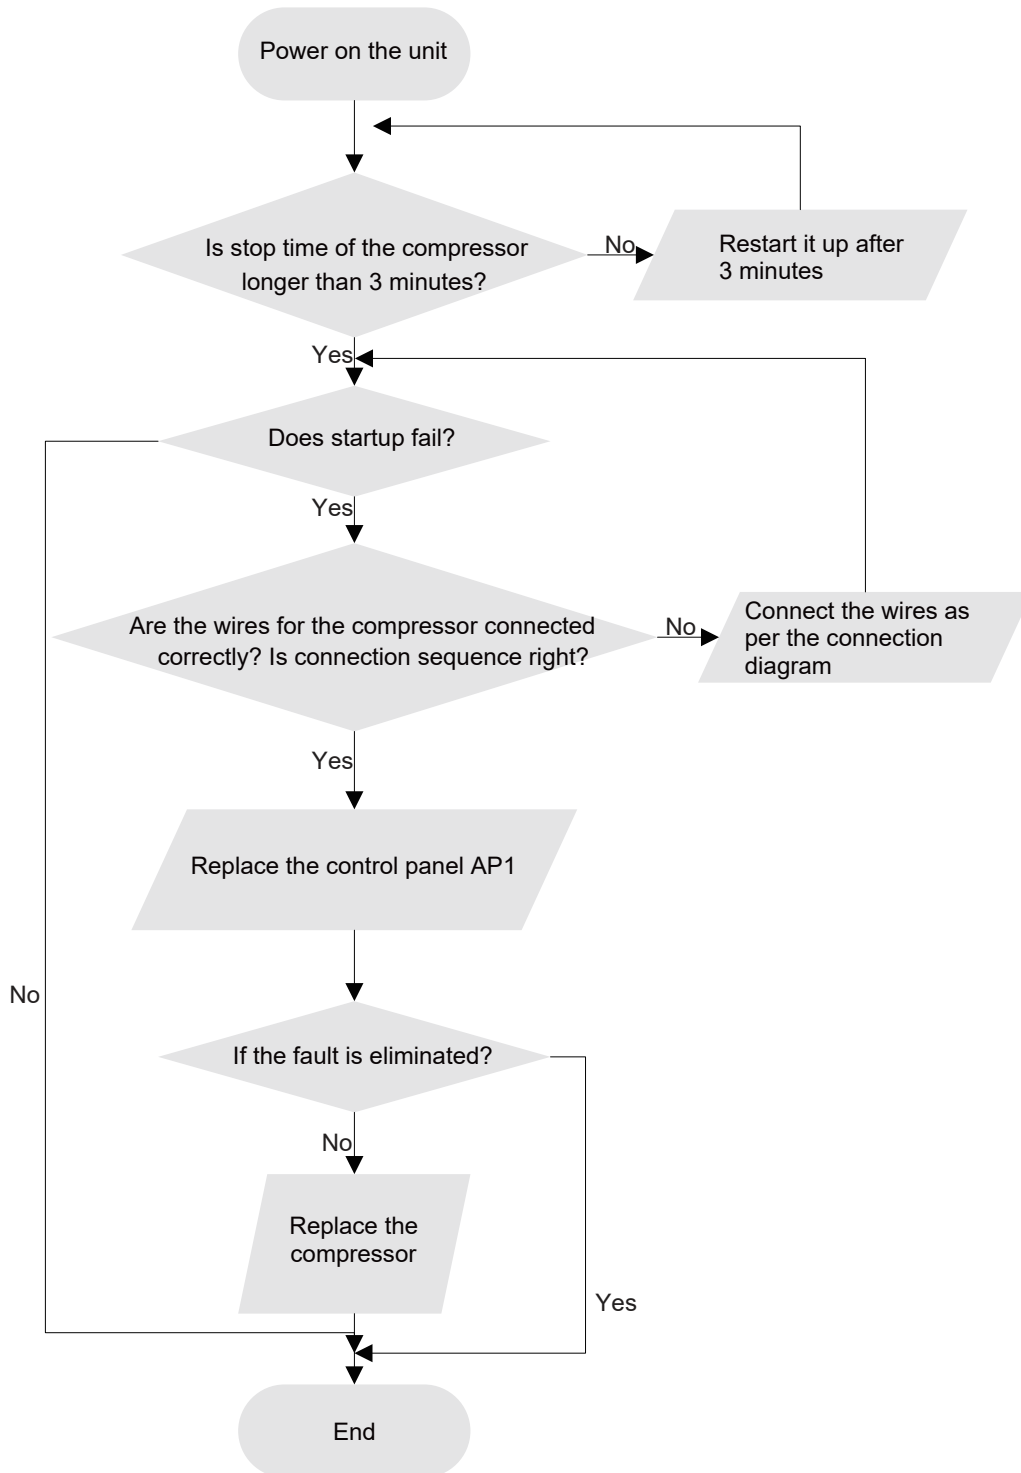 Power on the unit
Is stop time of the compressor
longer than 3 minutes?
No
Restart it up after
3 minutes
Yes
Does startup fail?
Yes
Are the wires for the compressor connected
correctly? Is connection sequence right?
No
Connect the wires as
per the connection
diagram
Yes
Replace the control panel AP1
No
If the fault is eliminated?
No
Replace the
compressor
Yes
End